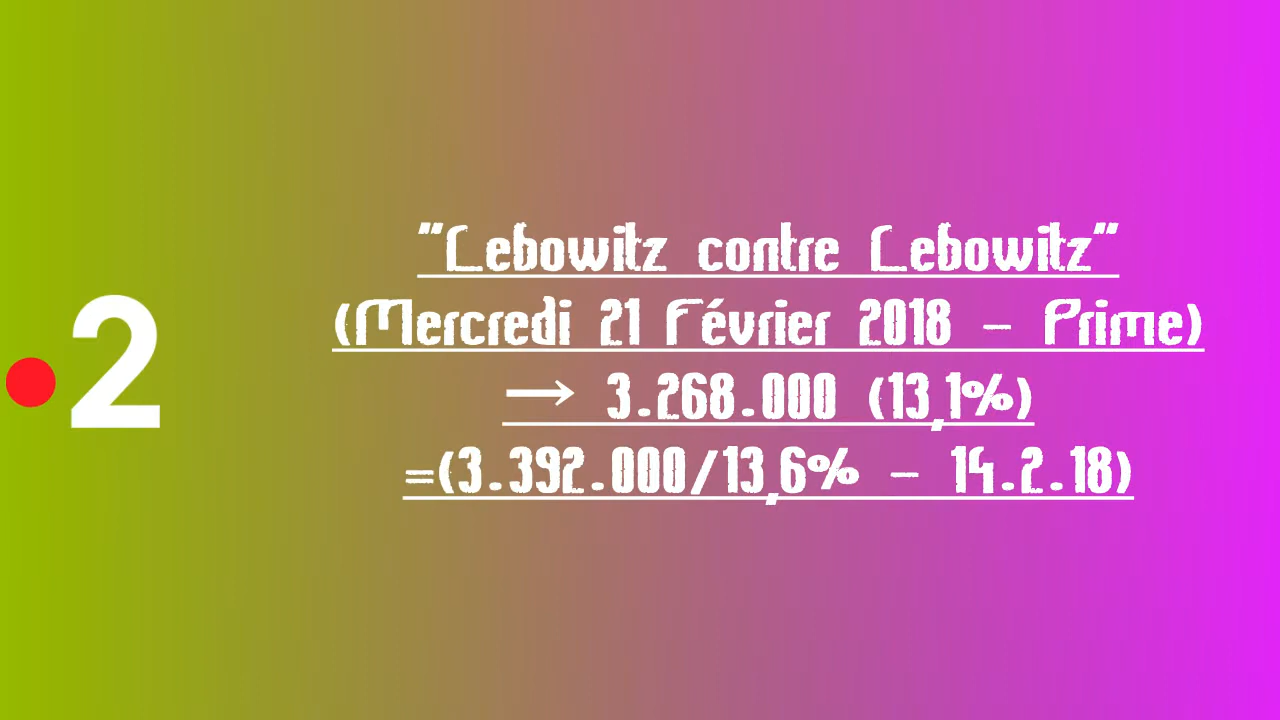 "Lebowitz contre Lebowitz"
(Mercredi 21 Février 2018 - Prime)
→ 3.268.000 (13,1%)
=(3.392.000/13,6% - 14.2.18)
2